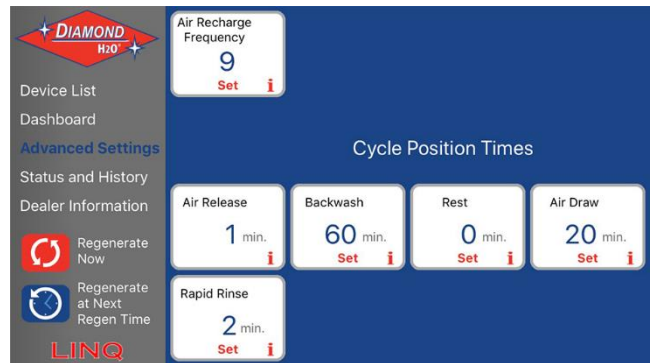 DIAMOND
H2O
Device List
Dashboard
Advanced Settings
Status and History
Dealer Information
Regenerate
Now
Regenerate
at Next
Regen Time
LINQ
Air Recharge
Frequency
9
Set i
Cycle Position Times
Air Release
1 min.
i
Backwash
60 min.
Set i
Rest
0 min.
Set i
Air Draw
20 min.
Set i
Rapid Rinse
2 min.
Set i